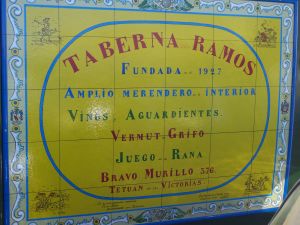 TABERNA RAMOS
FUNDADA EN 1927
AMPLIO MERENDERO EN INTERIOR
VINOS Y AGUARDIENTES
VERMUT-GRIFO
JUEGO DE RANA
BRAVO MURILLO 376
TETUAN DE LAS VICTORIAS